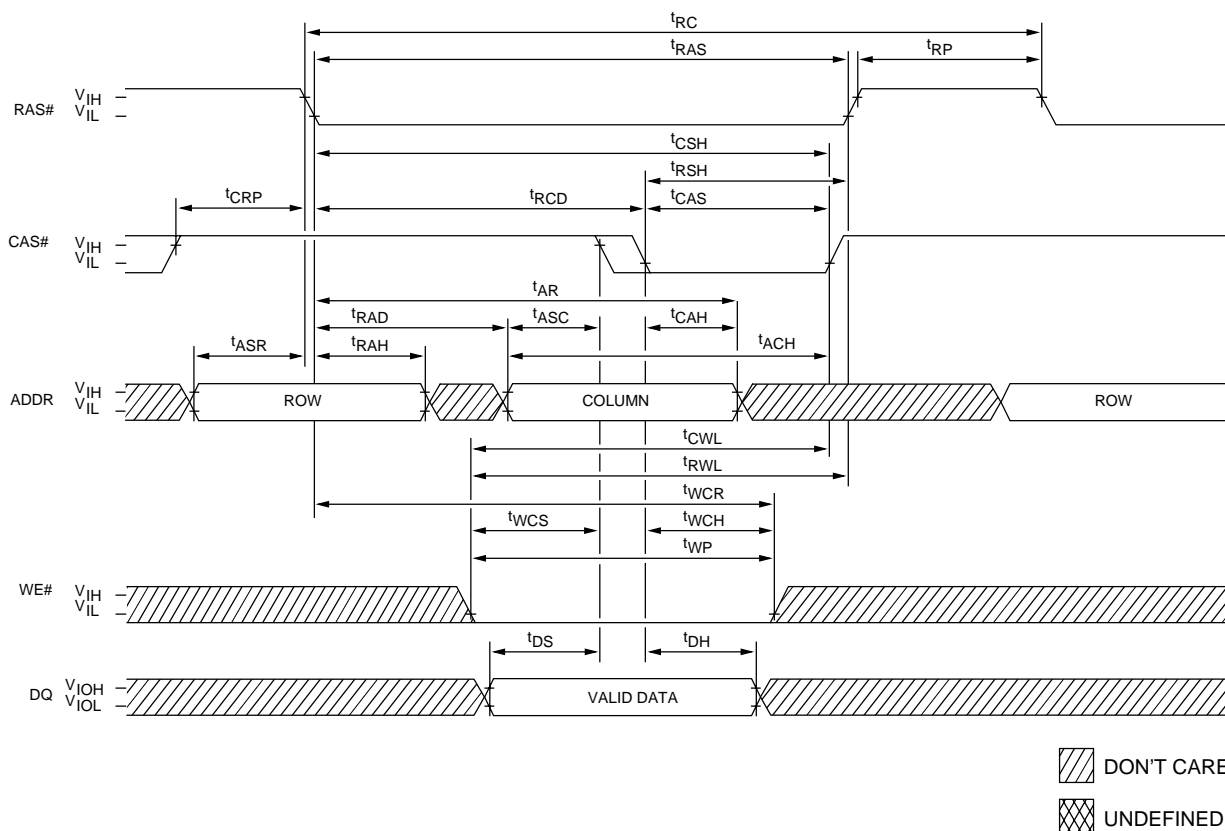 tRC
tRAS
tRP
RAS#
VIH
VIL
tCSH
tRSH
tCRP
tRCD
tCAS
CAS#
VIH
VIL
tAR
tRAD
tASC
tCAH
tASR
tRAH
tACH
ADDR
VIH
VIL
ROW
COLUMN
ROW
tCWL
tRWL
tWCR
tWCS
tWCH
tWP
WE#
VIH
VIL
tDS
tDH
DQ
VIOH
VIOL
VALID DATA
DON'T CARE
UNDEFINED